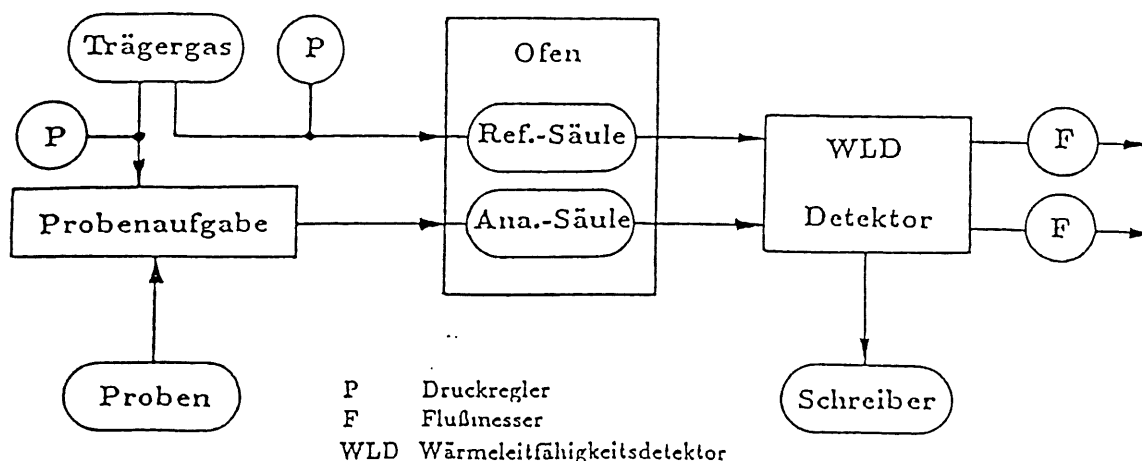 Trägergas
P
Ofen
P
Ref.-Säule
WLD
F
Probenaufgabe
Ana.-Säule
Detektor
F
Proben
Schreiber
P Druckregler
F Flußmesser
WLD Wärmeleitfähigkeitsdetektor